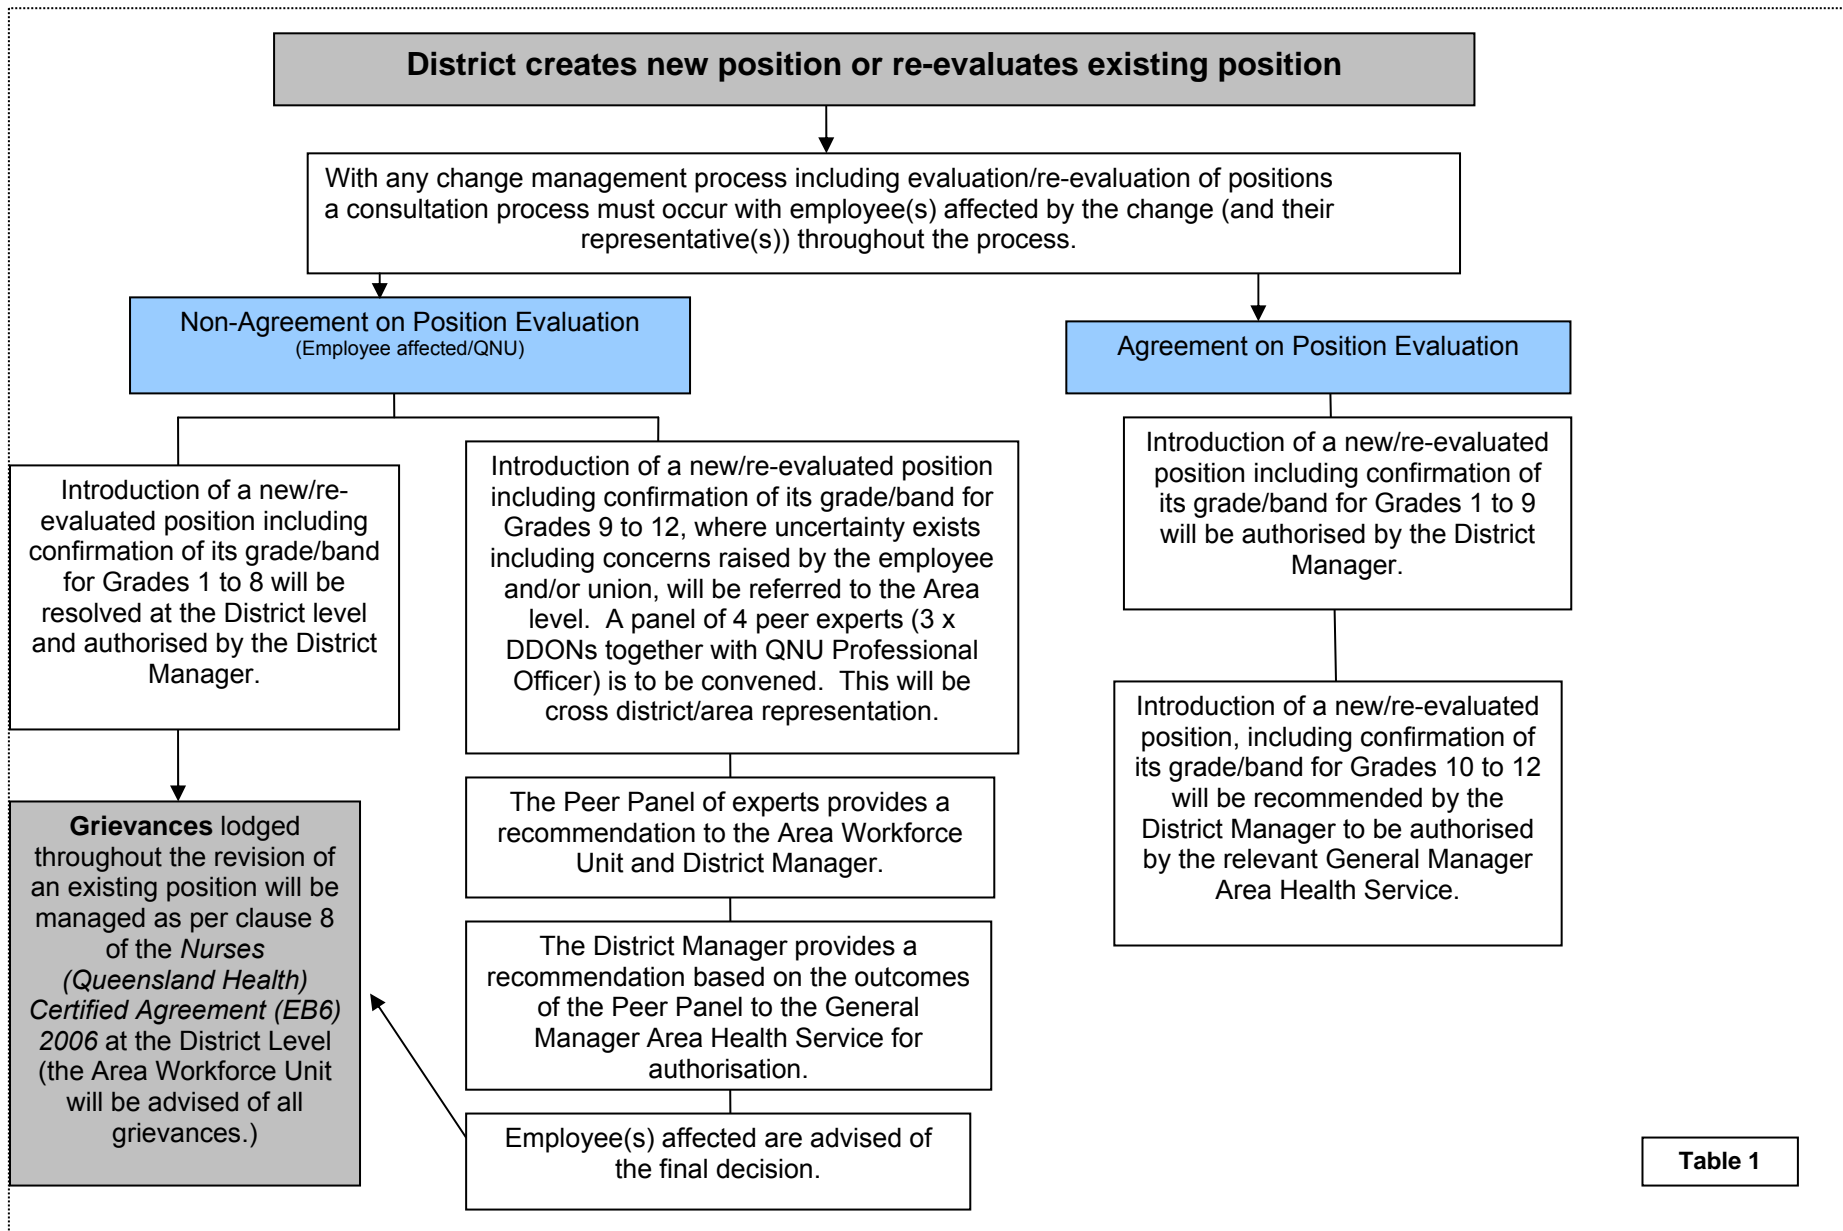 District creates new position or re-evaluates existing position
With any change management process including evaluation/re-evaluation of positions
a consultation process must occur with employee(s) affected by the change (and their
representative(s)) throughout the process.
Non-Agreement on Position Evaluation
(Employee affected/QNU)
Agreement on Position Evaluation
Introduction of a new/re-
evaluated position including
confirmation of its grade/band
for Grades 1 to 8 will be
resolved at the District level
and authorised by the District
Manager.
Introduction of a new/re-evaluated position
including confirmation of its grade/band for
Grades 9 to 12, where uncertainty exists
including concerns raised by the employee
and/or union, will be referred to the Area
level.  A panel of 4 peer experts (3 x
DDONs together with QNU Professional
Officer) is to be convened.  This will be
cross district/area representation.
Introduction of a new/re-evaluated
position including confirmation of
its grade/band for Grades 1 to 9
will be authorised by the District
Manager.
Introduction of a new/re-evaluated
position, including confirmation of
its grade/band for Grades 10 to 12
will be recommended by the
District Manager to be authorised
by the relevant General Manager
Area Health Service.
The Peer Panel of experts provides a
recommendation to the Area Workforce
Unit and District Manager.
Grievances lodged
throughout the revision of
an existing position will be
managed as per clause 8
of the Nurses
(Queensland Health)
Certified Agreement (EB6)
2006 at the District Level
(the Area Workforce Unit
will be advised of all
grievances.)
The District Manager provides a
recommendation based on the outcomes
of the Peer Panel to the General
Manager Area Health Service for
authorisation.
Employee(s) affected are advised of
the final decision.
Table 1